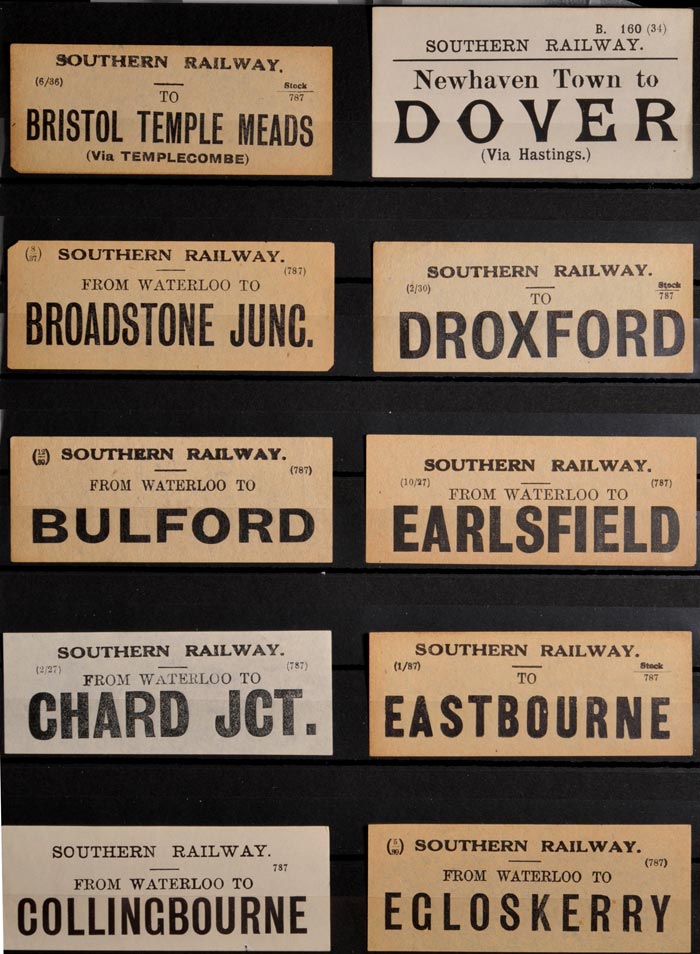 SOUTHERN RAILWAY.
(6/36)
Stock
787
TO
BRISTOL TEMPLE MEADS
(Via TEMPLECOMBE)
B. 160 (34)
SOUTHERN RAILWAY.
Newhaven Town to
DOVER
(Via Hastings.)
SOUTHERN RAILWAY.
(787)
FROM WATERLOO TO
BROADSTONE JUNC.
SOUTHERN RAILWAY.
(2/30)
Stock
787
TO
DROXFORD
SOUTHERN RAILWAY.
(787)
FROM WATERLOO TO
BULFORD
SOUTHERN RAILWAY.
(10/27)
(787)
FROM WATERLOO TO
EARLSFIELD
SOUTHERN RAILWAY.
(2/27)
(787)
FROM WATERLOO TO
CHARD JCT.
SOUTHERN RAILWAY.
(1/37)
Stock
787
TO
EASTBOURNE
SOUTHERN RAILWAY.
787
FROM WATERLOO TO
COLLINGBOURNE
SOUTHERN RAILWAY.
(787)
FROM WATERLOO TO
EGLOSKERRY